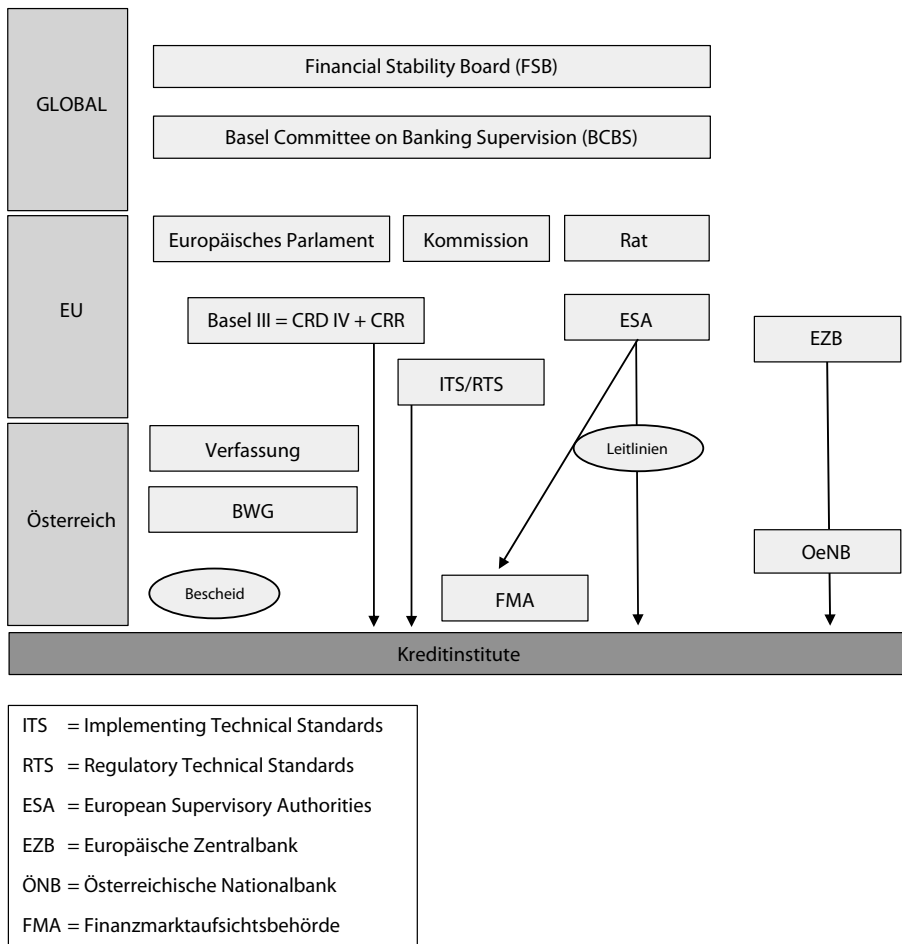 GLOBAL
Financial Stability Board (FSB)
Basel Committee on Banking Supervision (BCBS)
EU
Europäisches Parlament
Kommission
Rat
Basel III = CRD IV + CRR
ESA
EZB
ITS/RTS
Österreich
Verfassung
Leitlinien
BWG
OeNB
Bescheid
FMA
Kreditinstitute
ITS = Implementing Technical Standards
RTS = Regulatory Technical Standards
ESA = European Supervisory Authorities
EZB = Europäische Zentralbank
ÖNB = Österreichische Nationalbank
FMA = Finanzmarktaufsichtsbehörde